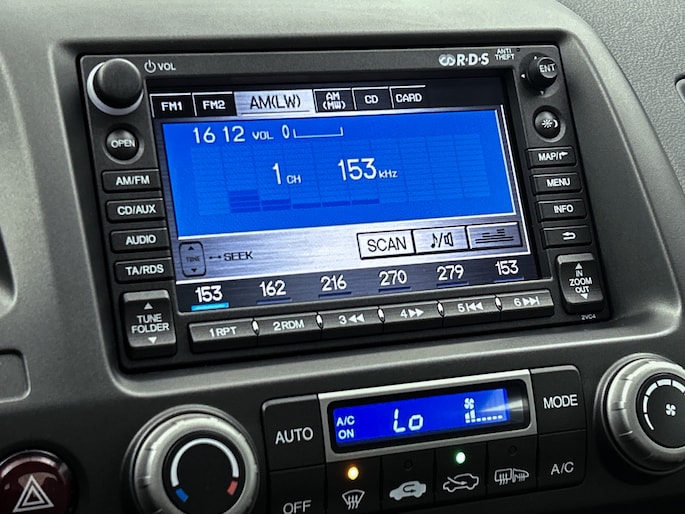 VOL
R·D·S
ANTI THEFT
ENT
FM1 FM2 AM(LW) AM (MW) CD CARD
OPEN
16 12 VOL 0
1 CH 153 kHz
MAP/
AM/FM
MENU
CD/AUX
INFO
AUDIO
TUNE SEEK SCAN
TA/RDS
IN
ZOOM
OUT
153 162 216 270 279 153
TUNE
FOLDER
1 RPT 2 RDM 3 4 5 6
2VC4
AUTO A/C ON Lo MODE
OFF A/C